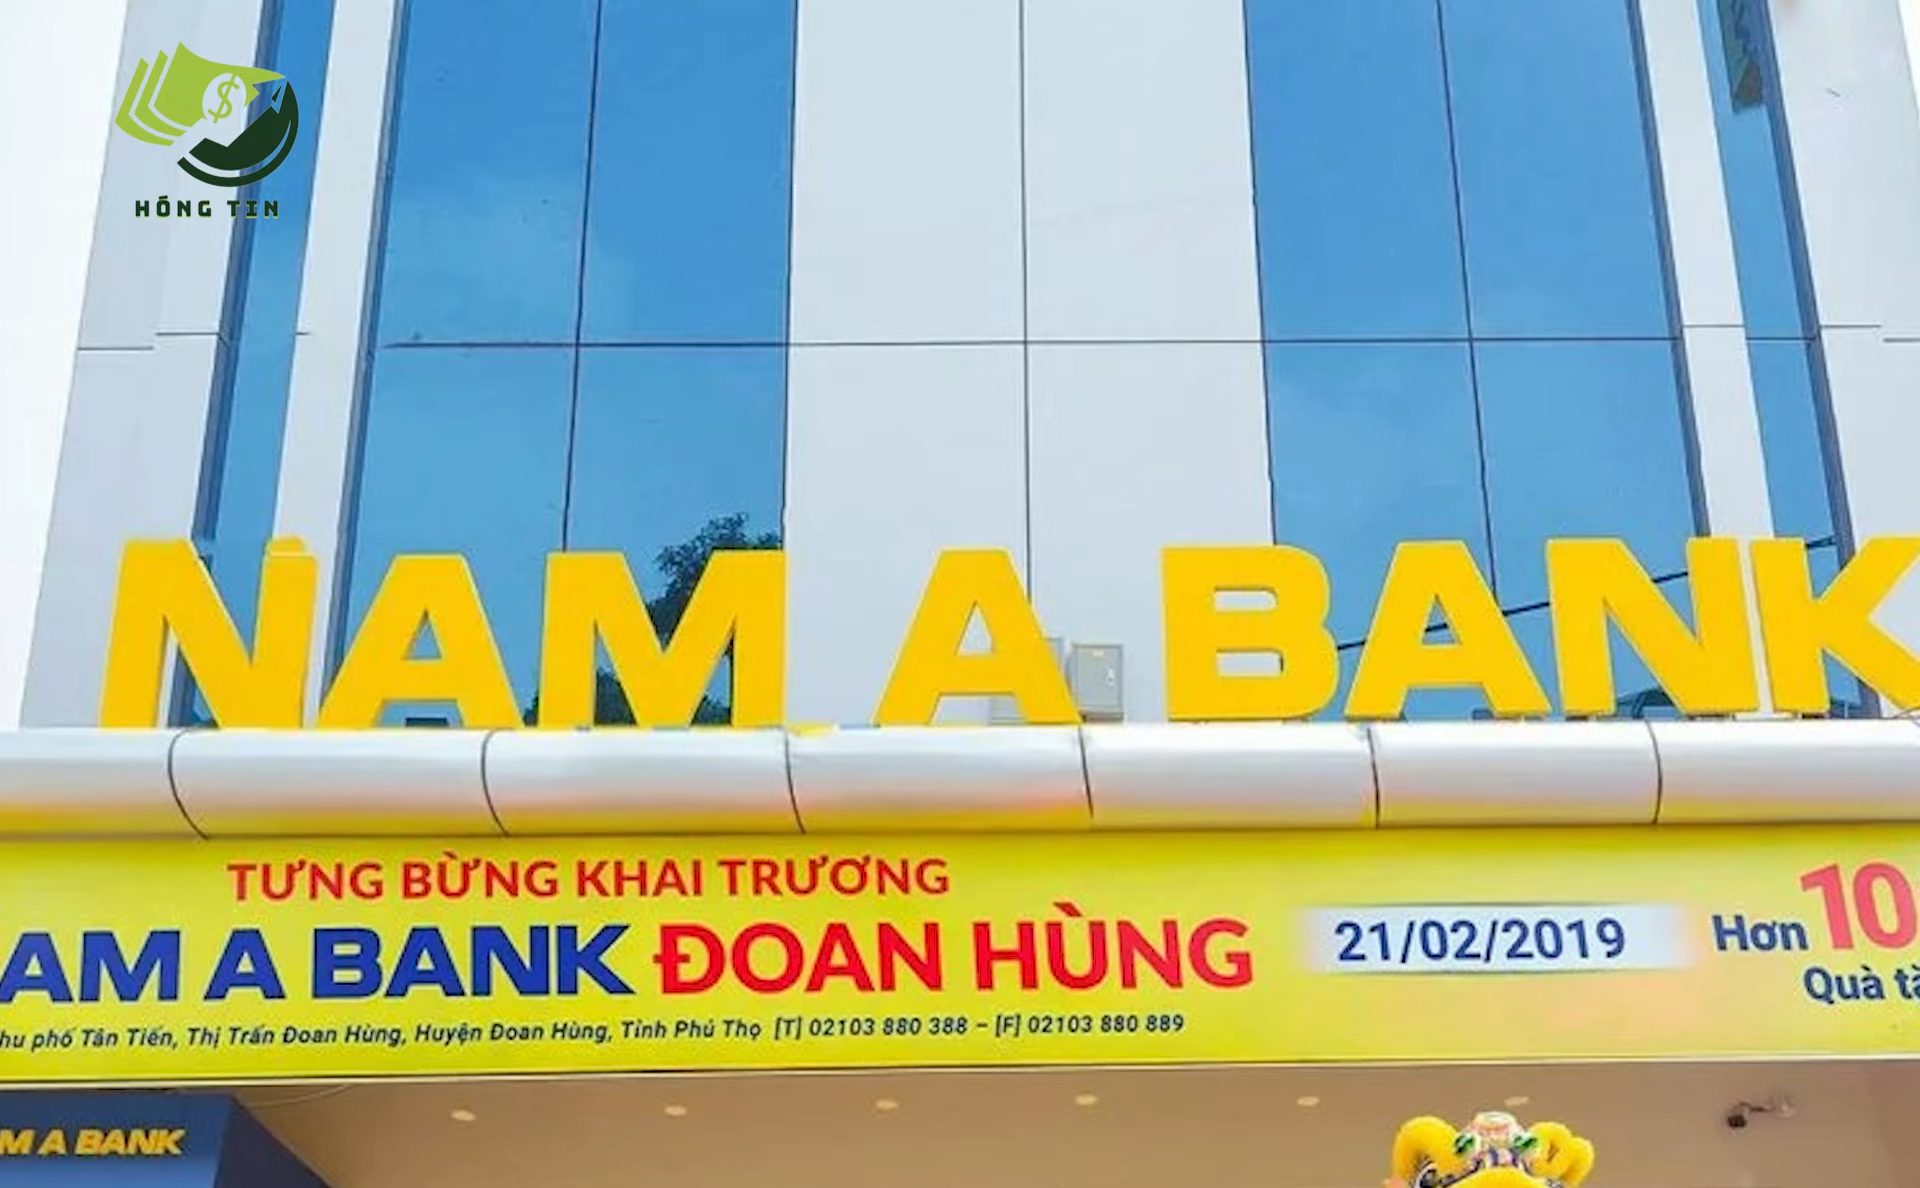 HÓNG TIN
NAM A BANK
TƯNG BỪNG KHAI TRƯƠNG
AM A BANK ĐOAN HÙNG
21/02/2019
Hơn 10
Quà tặ
hu phố Tân Tiến, Thị Trấn Đoan Hùng, Huyện Đoan Hùng, Tỉnh Phú Thọ [T] 02103 880 388 – [F] 02103 880 889
M A BANK